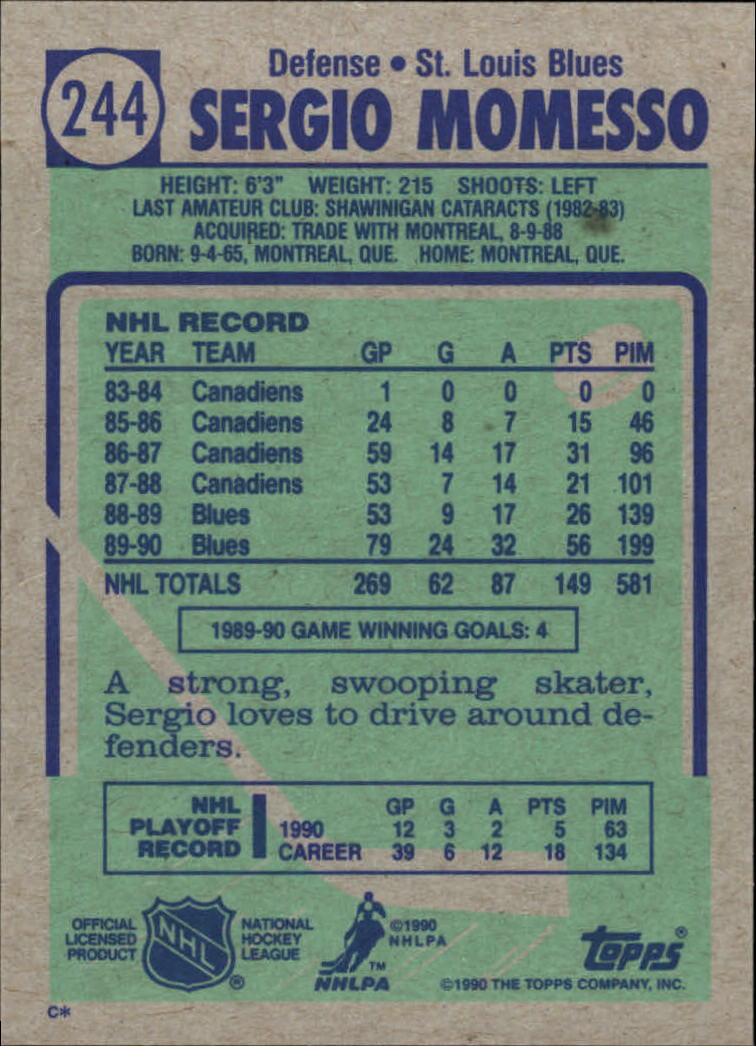 244
Defense • St. Louis Blues
SERGIO MOMESSO
HEIGHT: 6'3" WEIGHT: 215 SHOOTS: LEFT
LAST AMATEUR CLUB: SHAWINIGAN CATARACTS (1982-83)
ACQUIRED: TRADE WITH MONTREAL, 8-9-88
BORN: 9-4-65, MONTREAL, QUE. HOME: MONTREAL, QUE.
NHL RECORD
YEAR TEAM GP G A PTS PIM
83-84 Canadiens 1 0 0 0 0
85-86 Canadiens 24 8 7 15 46
86-87 Canadiens 59 14 17 31 96
87-88 Canadiens 53 7 14 21 101
88-89 Blues 53 9 17 26 139
89-90 Blues 79 24 32 56 199
NHL TOTALS 269 62 87 149 581
1989-90 GAME WINNING GOALS: 4
A strong, swooping skater,
Sergio loves to drive around de-
fenders.
NHL PLAYOFF RECORD
GP G A PTS PIM
1990 12 3 2 5 63
CAREER 39 6 12 18 134
OFFICIAL
LICENSED
PRODUCT
NHL®
NATIONAL
HOCKEY
LEAGUE
TM
NHLPA
©1990
NHLPA
TOPPS®
©1990 THE TOPPS COMPANY, INC.
C*